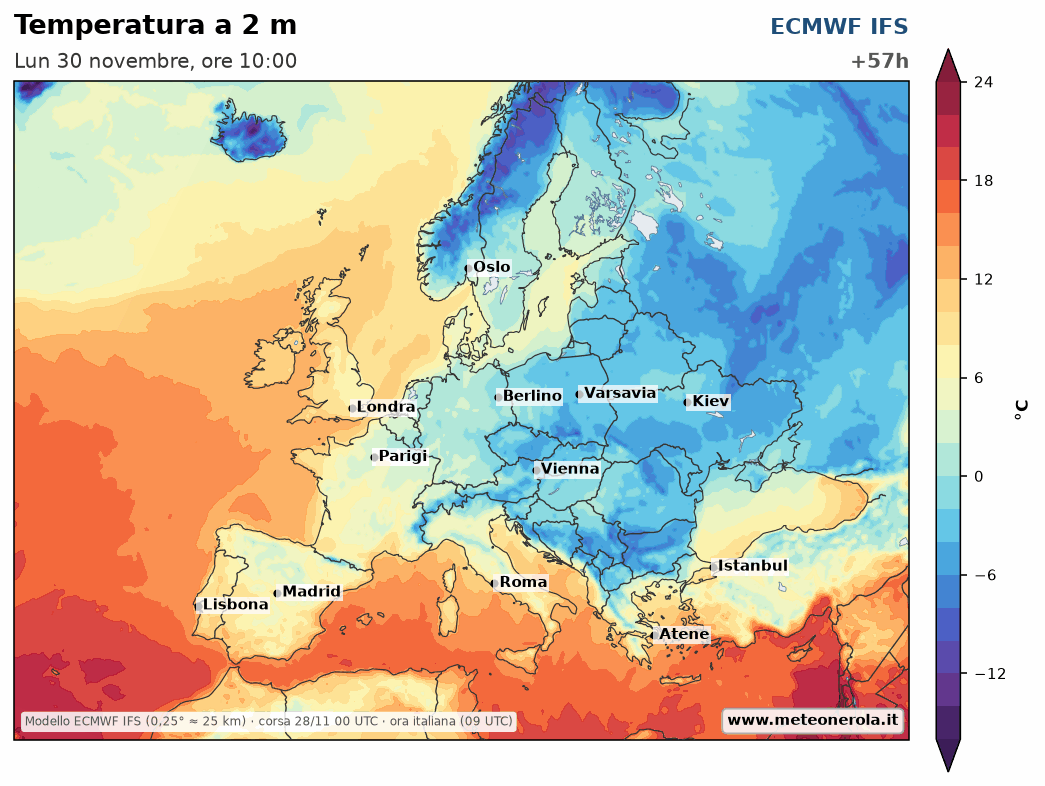 Temperatura a 2 m
ECMWF IFS
Lun 30 novembre, ore 10:00
+57h
24
18
12
6
0
−6
−12
°C
Oslo
Berlino
Varsavia
Kiev
Londra
Parigi
Vienna
Istanbul
Roma
Madrid
Lisbona
Atene
Modello ECMWF IFS (0,25° ≈ 25 km) · corsa 28/11 00 UTC · ora italiana (09 UTC)
www.meteonerola.it